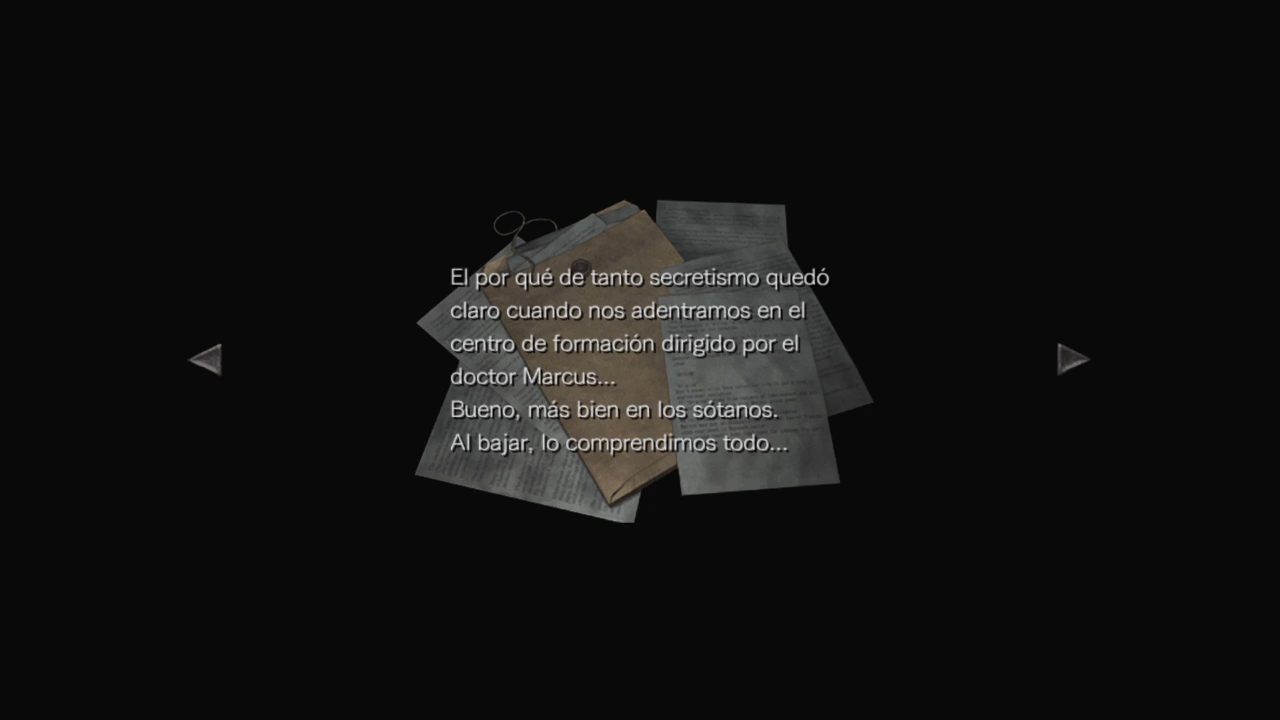 El por qué de tanto secretismo quedó
claro cuando nos adentramos en el
centro de formación dirigido por el
doctor Marcus...
Bueno, más bien en los sótanos.
Al bajar, lo comprendimos todo...